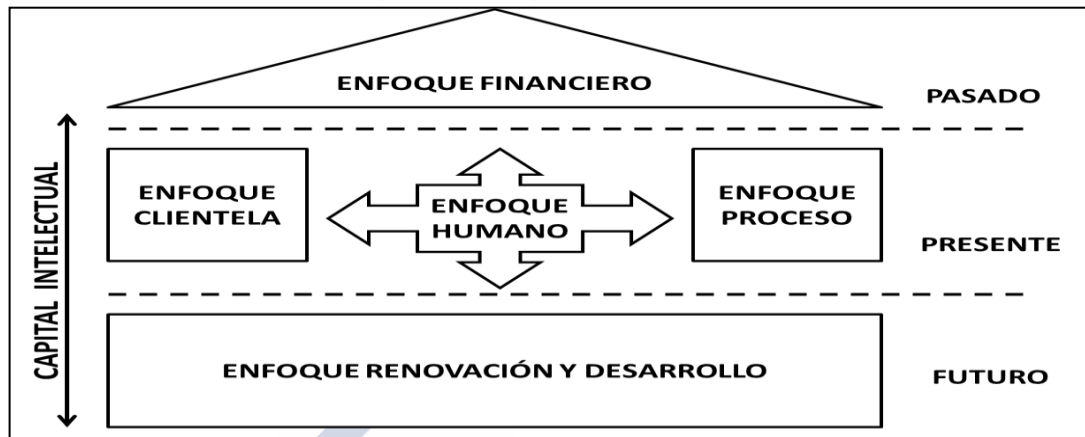 ENFOQUE FINANCIERO
PASADO
CAPITAL INTELECTUAL
ENFOQUE
CLIENTELA
ENFOQUE
HUMANO
ENFOQUE
PROCESO
PRESENTE
ENFOQUE RENOVACIÓN Y DESARROLLO
FUTURO